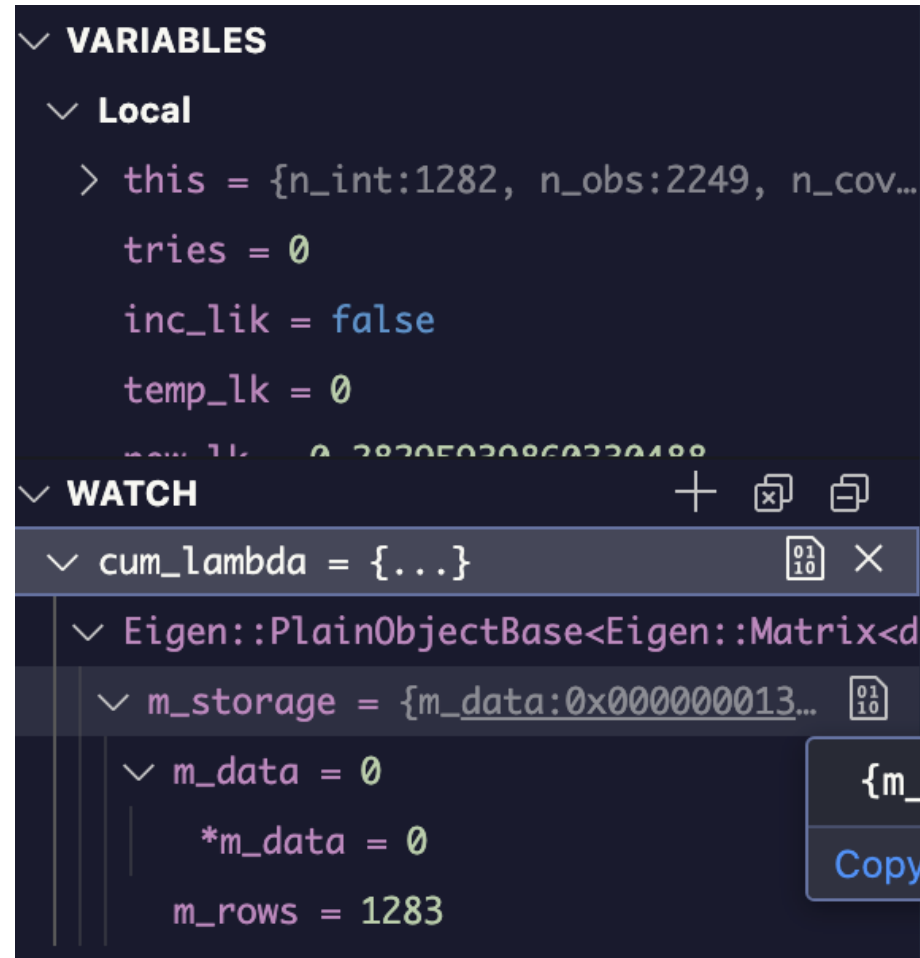 VARIABLES
Local
this = {n_int:1282, n_obs:2249, n_cov…
tries = 0
inc_lik = false
temp_lk = 0
WATCH
cum_lambda = {...}
Eigen::PlainObjectBase<Eigen::Matrix<d
m_storage = {m_data:0x000000013…
{m_
m_data = 0
*m_data = 0
Copy
m_rows = 1283